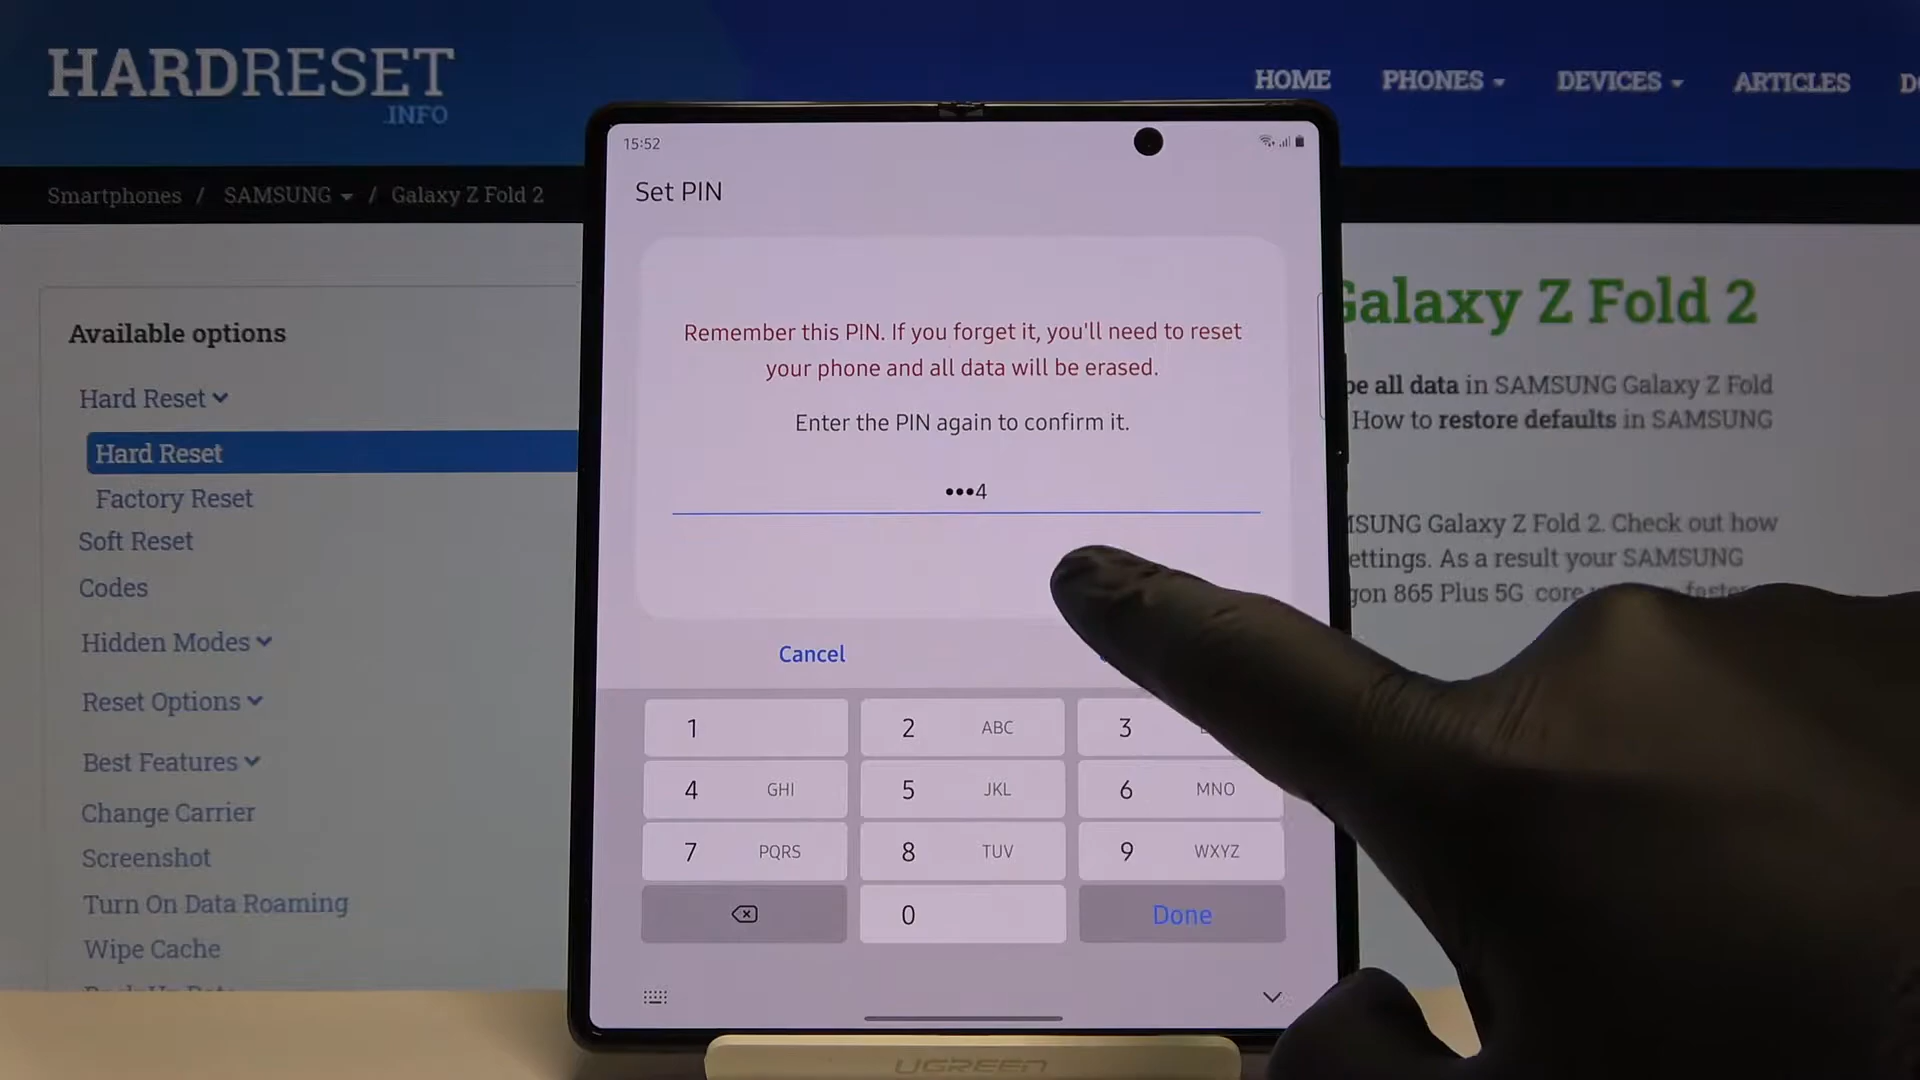 HARDRESET
.INFO
HOME PHONES DEVICES ARTICLES
Smartphones / SAMSUNG / Galaxy Z Fold 2
Available options
Hard Reset
Hard Reset
Factory Reset
Soft Reset
Codes
Hidden Modes
Reset Options
Best Features
Change Carrier
Screenshot
Turn On Data Roaming
Wipe Cache
15:52
Set PIN
Remember this PIN. If you forget it, you'll need to reset
your phone and all data will be erased.
Enter the PIN again to confirm it.
•••4
Cancel
1 2 ABC 3
4 GHI 5 JKL 6 MNO
7 PQRS 8 TUV 9 WXYZ
0 Done
UGREEN
Galaxy Z Fold 2
all data in SAMSUNG Galaxy Z Fold
How to restore defaults in SAMSUNG
Galaxy Z Fold 2. Check out how
As a result your SAMSUNG
865 Plus 5G core